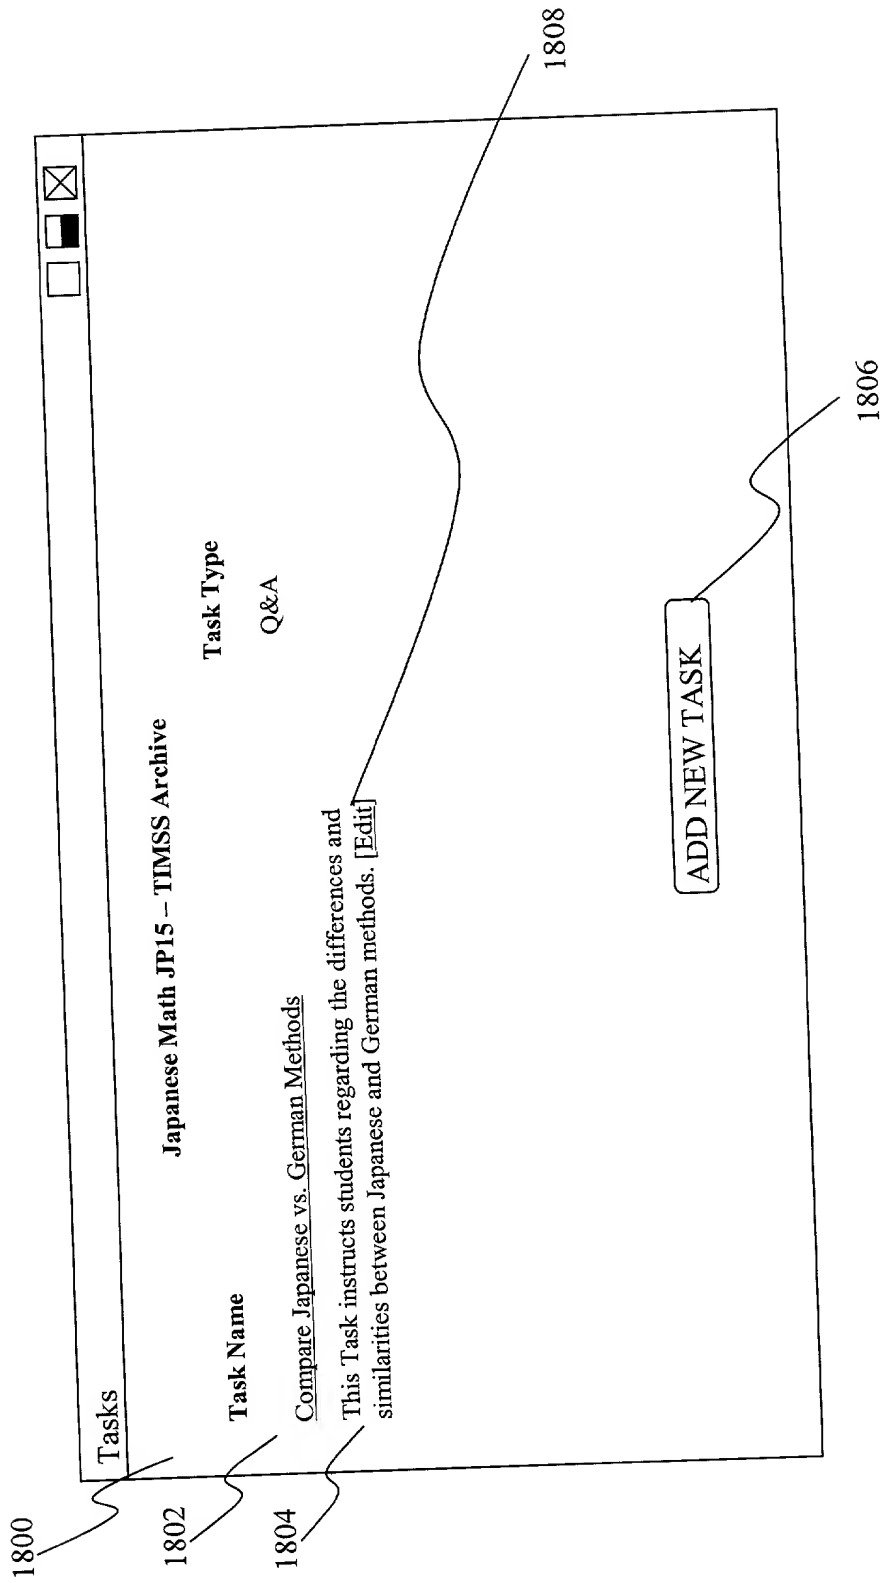 Tasks
Japanese Math JP15 – TIMSS Archive
Task Name
Task Type
Compare Japanese vs. German Methods
Q&A
This Task instructs students regarding the differences and
similarities between Japanese and German methods. [Edit]
ADD NEW TASK
1800
1802
1804
1806
1808